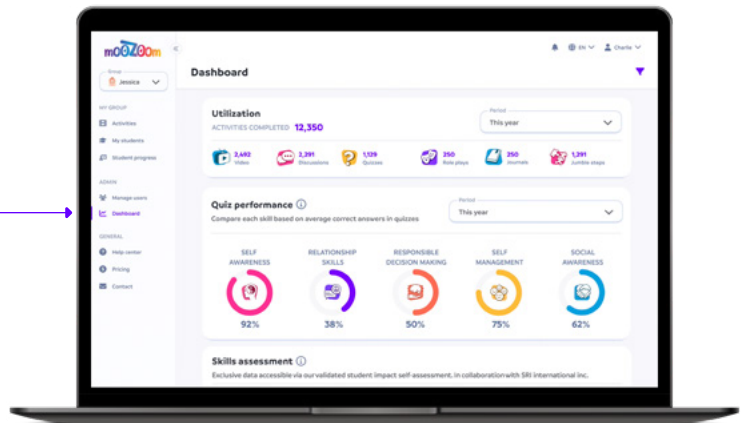 mOOZOOm
EN
Charlie
Group
Jessica
Dashboard
MY GROUP
Activities
My students
Student progress
ADMIN
Manage users
Dashboard
GENERAL
Help center
Pricing
Contact
Utilization
ACTIVITIES COMPLETED 12,350
Period
This year
2,492
Video
2,391
Discussions
1,129
Quizzes
250
Role plays
250
Journals
1,391
Jumble steps
Quiz performance
Compare each skill based on average correct answers in quizzes
Period
This year
SELF
AWARENESS
92%
RELATIONSHIP
SKILLS
38%
RESPONSIBLE
DECISION MAKING
50%
SELF
MANAGEMENT
75%
SOCIAL
AWARENESS
62%
Skills assessment
Exclusive data accessible via our validated student impact self-assessment, in collaboration with SRI international inc.